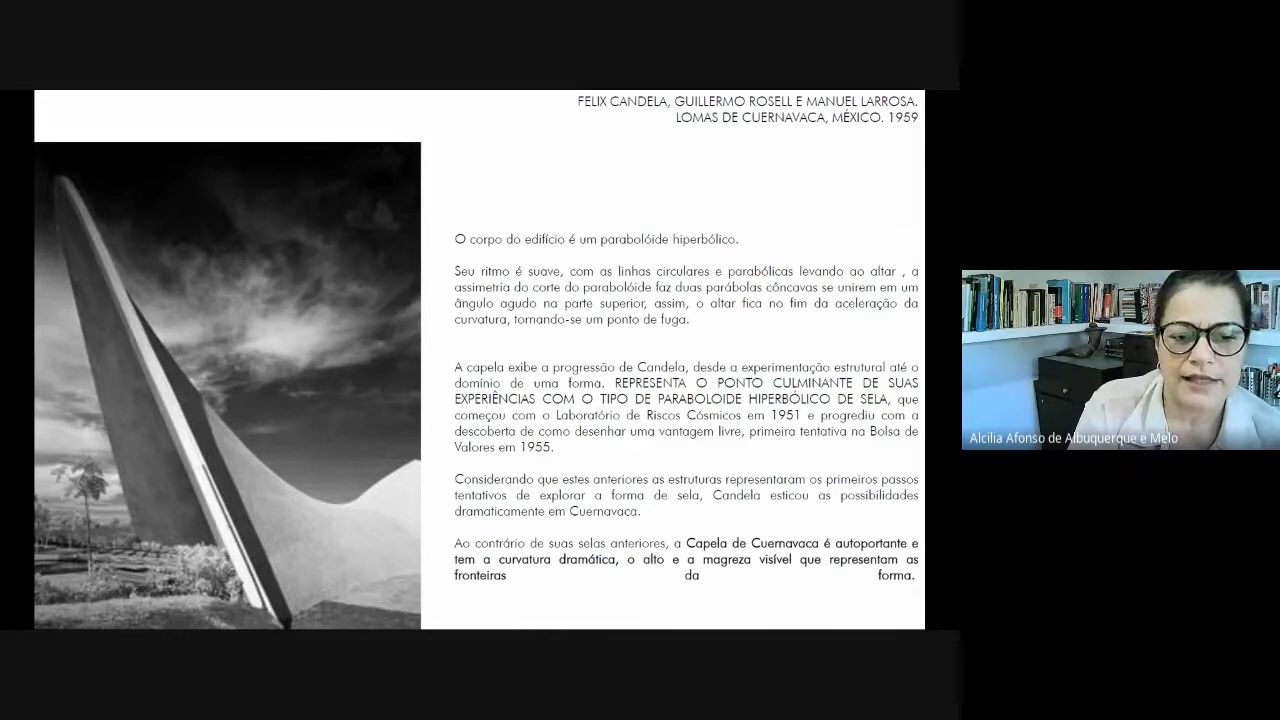 FELIX CANDELA, GUILLERMO ROSELL E MANUEL LARROSA.
LOMAS DE CUERNAVACA, MÉXICO. 1959
O corpo do edifício é um parabolóide hiperbólico.
Seu ritmo é suave, com as linhas circulares e parabólicas levando ao altar , a
assimetria do corte do parabolóide faz duas parábolas côncavas se unirem em um
ângulo agudo na parte superior, assim, o altar fica no fim da aceleração da
curvatura, tornando-se um ponto de fuga.
A capela exibe a progressão de Candela, desde a experimentação estrutural até o
domínio de uma forma. REPRESENTA O PONTO CULMINANTE DE SUAS
EXPERIÊNCIAS COM O TIPO DE PARABOLOIDE HIPERBÓLICO DE SELA, que
começou com o Laboratório de Riscos Cósmicos em 1951 e progrediu com a
descoberta de como desenhar uma vantagem livre, primeira tentativa na Bolsa de
Valores em 1955.
Considerando que estes anteriores as estruturas representaram os primeiros passos
tentativos de explorar a forma de sela, Candela esticou as possibilidades
dramaticamente em Cuernavaca.
Ao contrário de suas selas anteriores, a Capela de Cuernavaca é autoportante e
tem a curvatura dramática, o alto e a magreza visível que representam as
fronteiras da forma.
Alcilia Afonso de Albuquerque e Melo